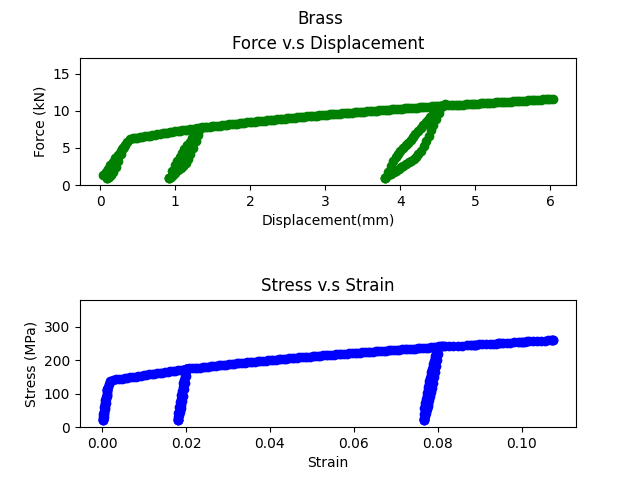 Brass
Force v.s Displacement
15
10
5
0
Force (kN)
0 1 2 3 4 5 6
Displacement(mm)
Stress v.s Strain
300
200
100
0
Stress (MPa)
0.00 0.02 0.04 0.06 0.08 0.10
Strain